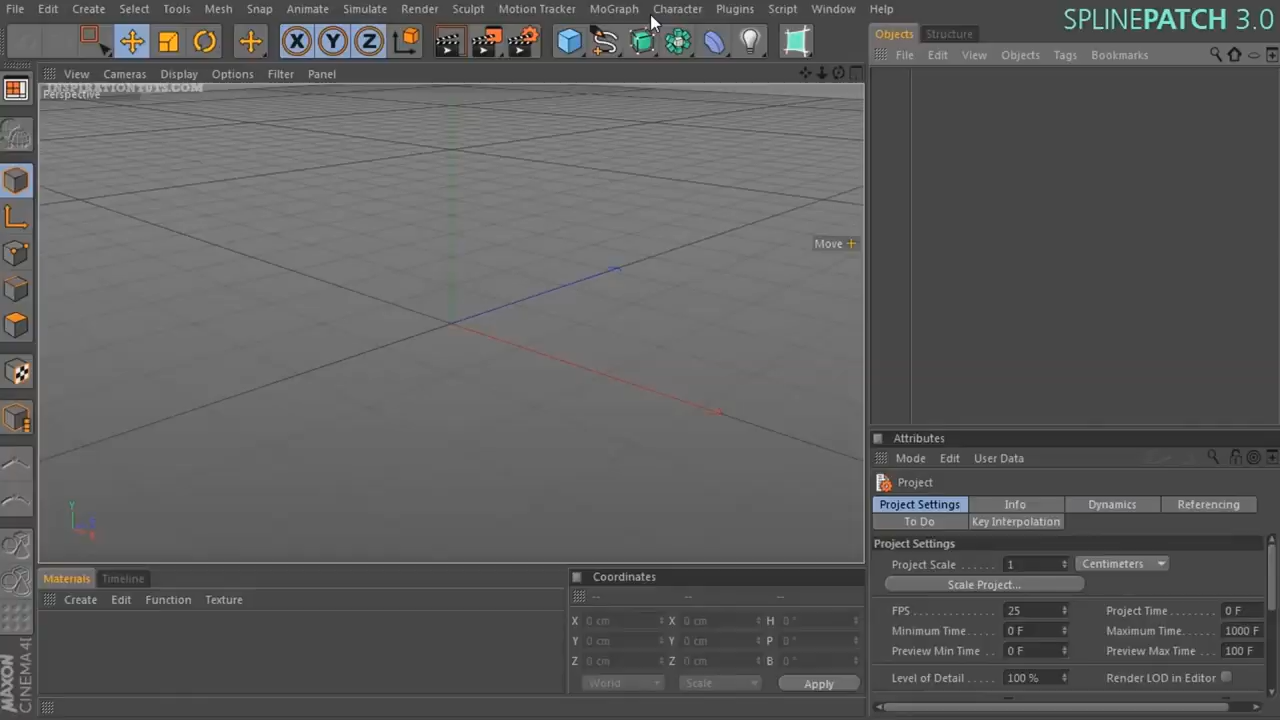 File Edit Create Select Tools Mesh Snap Animate Simulate Render Sculpt Motion Tracker MoGraph Character Plugins Script Window Help
SPLINEPATCH 3.0
Objects Structure
File Edit View Objects Tags Bookmarks
X Y Z
View Cameras Display Options Filter Panel
INSPIRATIONTUTS.COM
Perspective
Move
Y
Attributes
Mode Edit User Data
Project
Project Settings Info Dynamics Referencing
To Do Key Interpolation
Project Settings
Project Scale 1 Centimeters
Scale Project...
FPS 25 Project Time 0 F
Minimum Time 0 F Maximum Time 1000 F
Preview Min Time 0 F Preview Max Time 100 F
Level of Detail 100 % Render LOD in Editor
Materials Timeline
Create Edit Function Texture
Coordinates
-- -- --
X 0 cm X 0 cm H 0 °
Y 0 cm Y 0 cm P 0 °
Z 0 cm Z 0 cm B 0 °
World Scale Apply
MAXON
CINEMA 4D